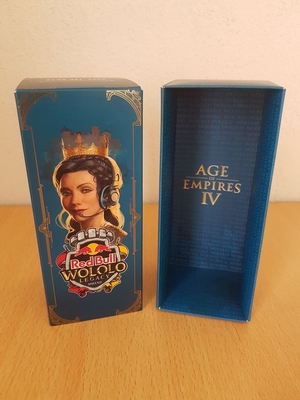 Red Bull
WOLOLO
LEGACY
AGE
OF
EMPIRES
IV